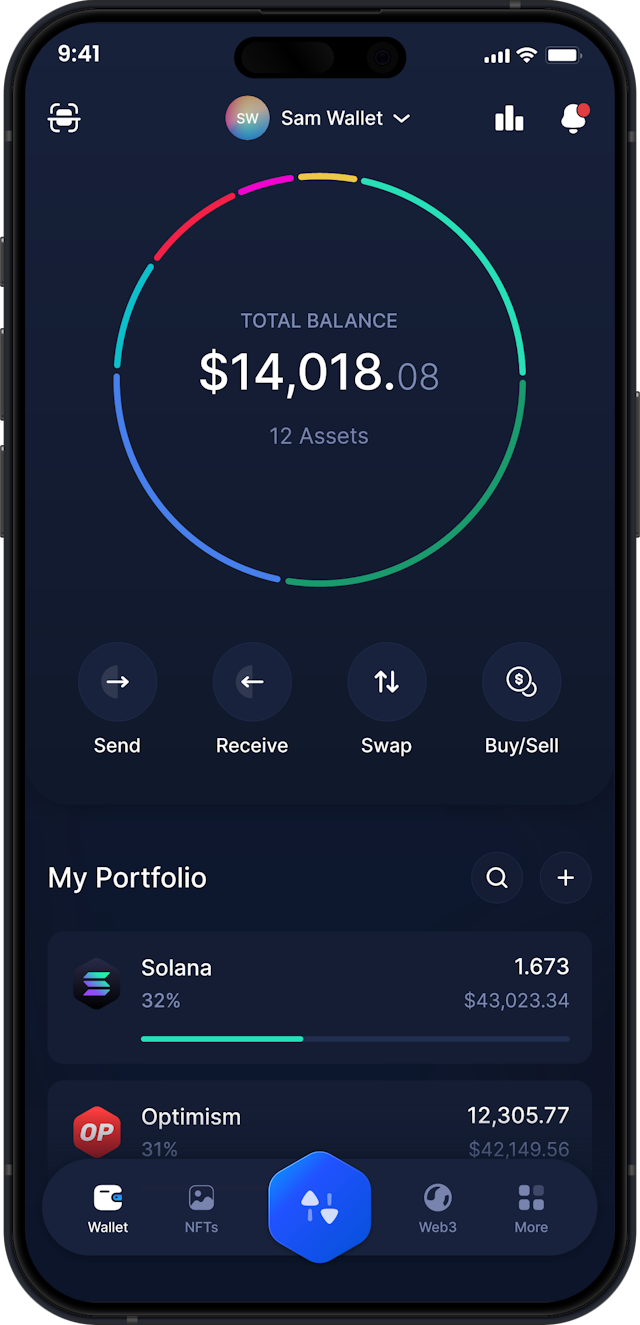 9:41
SW Sam Wallet
TOTAL BALANCE
$14,018.08
12 Assets
$
Send Receive Swap Buy/Sell
My Portfolio
Solana 1.673
32% $43,023.34
OP Optimism 12,305.77
31% $42,149.56
Wallet NFTs Web3 More